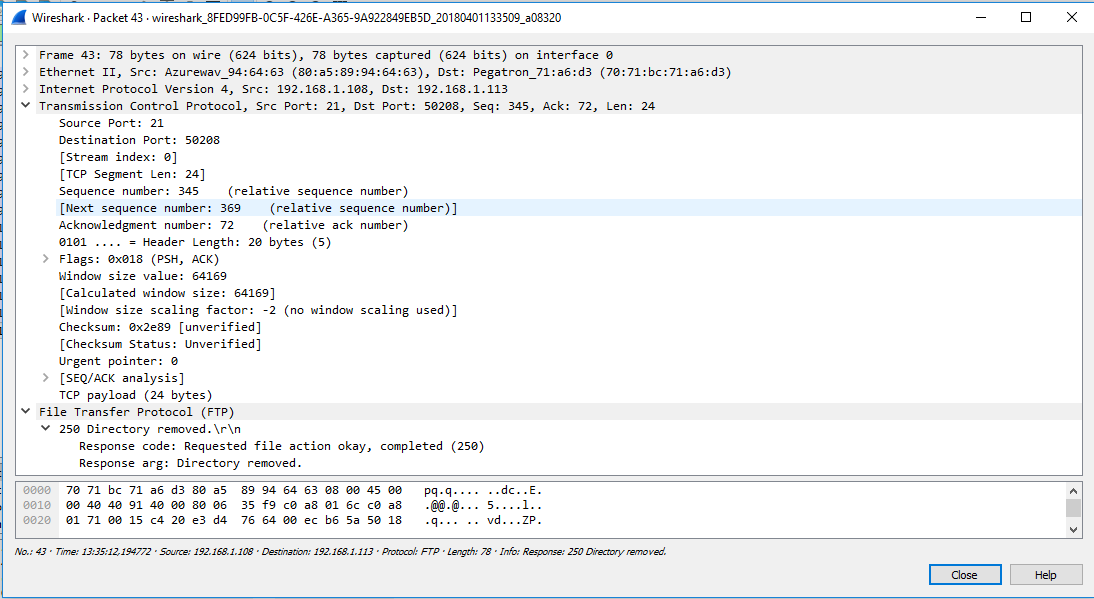 Wireshark · Packet 43 · wireshark_8FED99FB-0C5F-426E-A365-9A922849EB5D_20180401133509_a08320
Frame 43: 78 bytes on wire (624 bits), 78 bytes captured (624 bits) on interface 0
Ethernet II, Src: Azurewav_94:64:63 (80:a5:89:94:64:63), Dst: Pegatron_71:a6:d3 (70:71:bc:71:a6:d3)
Internet Protocol Version 4, Src: 192.168.1.108, Dst: 192.168.1.113
Transmission Control Protocol, Src Port: 21, Dst Port: 50208, Seq: 345, Ack: 72, Len: 24
Source Port: 21
Destination Port: 50208
[Stream index: 0]
[TCP Segment Len: 24]
Sequence number: 345    (relative sequence number)
[Next sequence number: 369    (relative sequence number)]
Acknowledgment number: 72    (relative ack number)
0101 .... = Header Length: 20 bytes (5)
Flags: 0x018 (PSH, ACK)
Window size value: 64169
[Calculated window size: 64169]
[Window size scaling factor: -2 (no window scaling used)]
Checksum: 0x2e89 [unverified]
[Checksum Status: Unverified]
Urgent pointer: 0
[SEQ/ACK analysis]
TCP payload (24 bytes)
File Transfer Protocol (FTP)
250 Directory removed.\r\n
Response code: Requested file action okay, completed (250)
Response arg: Directory removed.
0000  70 71 bc 71 a6 d3 80 a5  89 94 64 63 08 00 45 00   pq.q.... ..dc..E.
0010  00 40 40 91 40 00 80 06  35 f9 c0 a8 01 6c c0 a8   .@@.@... 5....l..
0020  01 71 00 15 c4 20 e3 d4  76 64 00 ec b6 5a 50 18   .q... .. vd...ZP.
No.: 43 · Time: 13:35:12,194772 · Source: 192.168.1.108 · Destination: 192.168.1.113 · Protocol: FTP · Length: 78 · Info: Response: 250 Directory removed.
Close Help